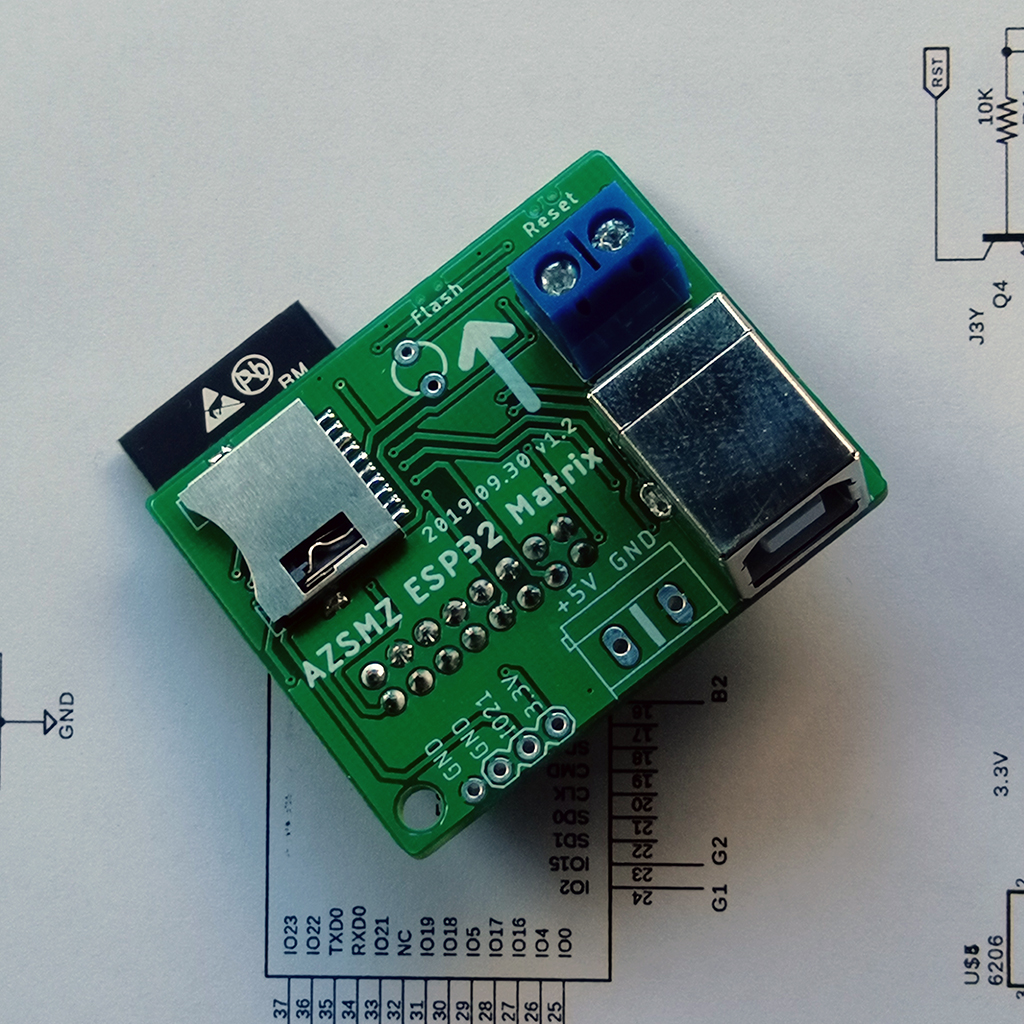 RST
10K
Q4
J3Y
Reset
Flash
Pb
RM
2019.09.30 v1.2
AZSMZ ESP32 Matrix
+5V GND
3.3V
IO21
GND
GND
GND
B2
17
18
19
20
21
22
23
24
CMD
CLK
SD0
SD1
IO15
IO2
G2
G1
3.3V
IO23
IO22
TXD0
RXD0
IO21
NC
IO19
IO18
IO5
IO17
IO16
IO4
IO0
37
36
35
34
33
32
31
30
29
28
27
26
25
6206
2